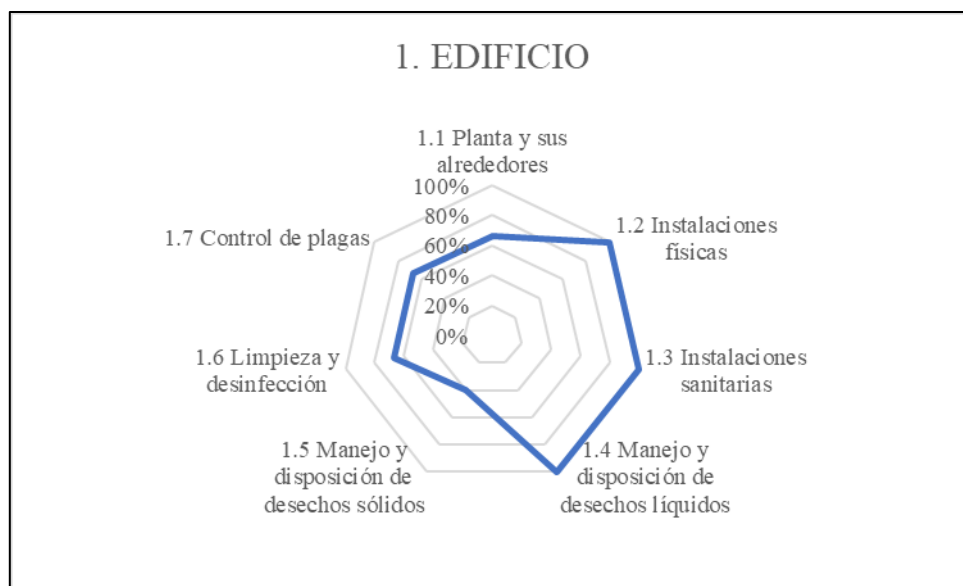 1. EDIFICIO
1.1 Planta y sus
alrededores
100%
80%
60%
40%
20%
0%
1.2 Instalaciones
físicas
1.3 Instalaciones
sanitarias
1.4 Manejo y
disposición de
desechos líquidos
1.5 Manejo y
disposición de
desechos sólidos
1.6 Limpieza y
desinfección
1.7 Control de plagas